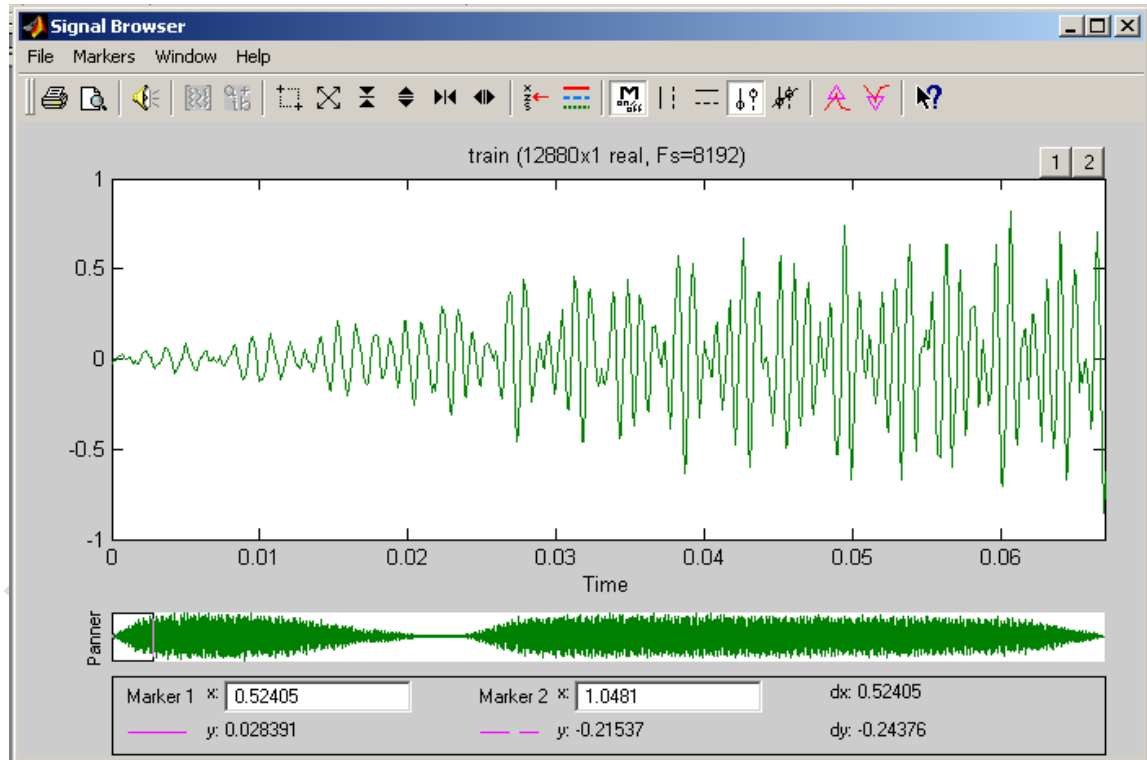 Signal Browser
File Markers Window Help
M
on/off
train (12880x1 real, Fs=8192)
1 2
1
0.5
0
-0.5
-1
0 0.01 0.02 0.03 0.04 0.05 0.06
Time
Panner
Marker 1 x: 0.52405 Marker 2 x: 1.0481 dx: 0.52405
y: 0.028391 y: -0.21537 dy: -0.24376